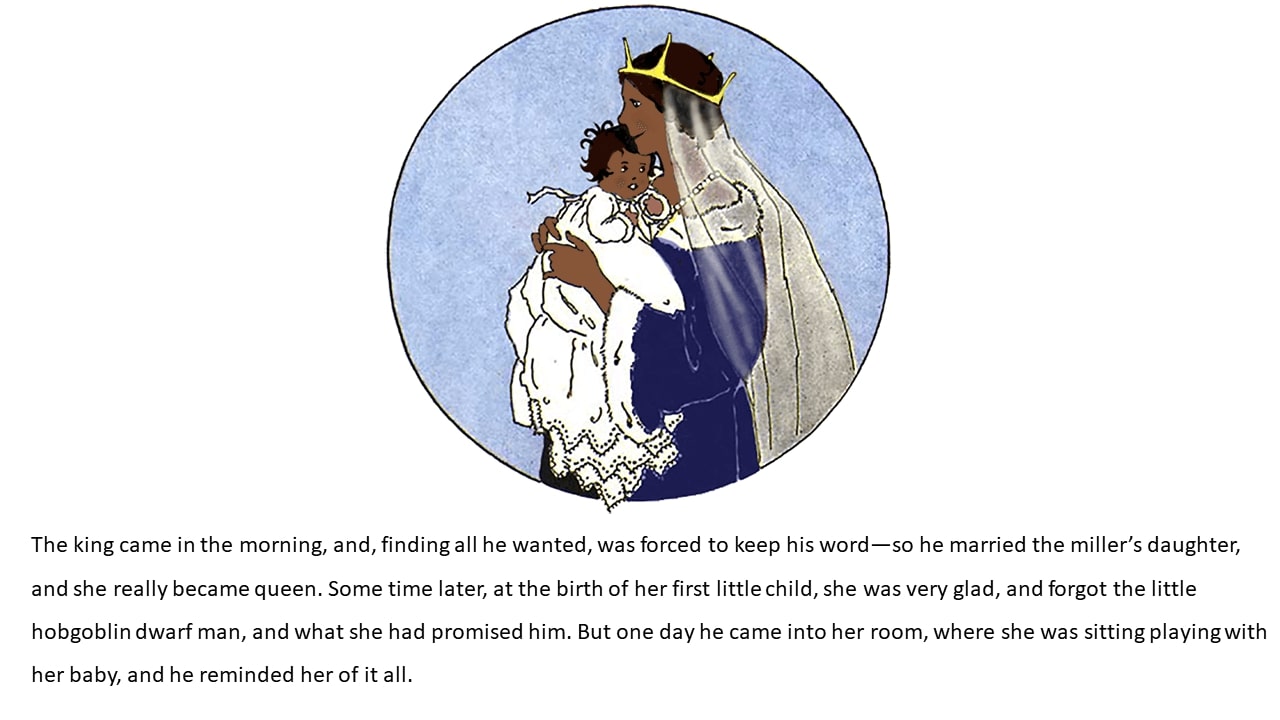 The king came in the morning, and, finding all he wanted, was forced to keep his word—so he married the miller’s daughter,
and she really became queen. Some time later, at the birth of her first little child, she was very glad, and forgot the little
hobgoblin dwarf man, and what she had promised him. But one day he came into her room, where she was sitting playing with
her baby, and he reminded her of it all.